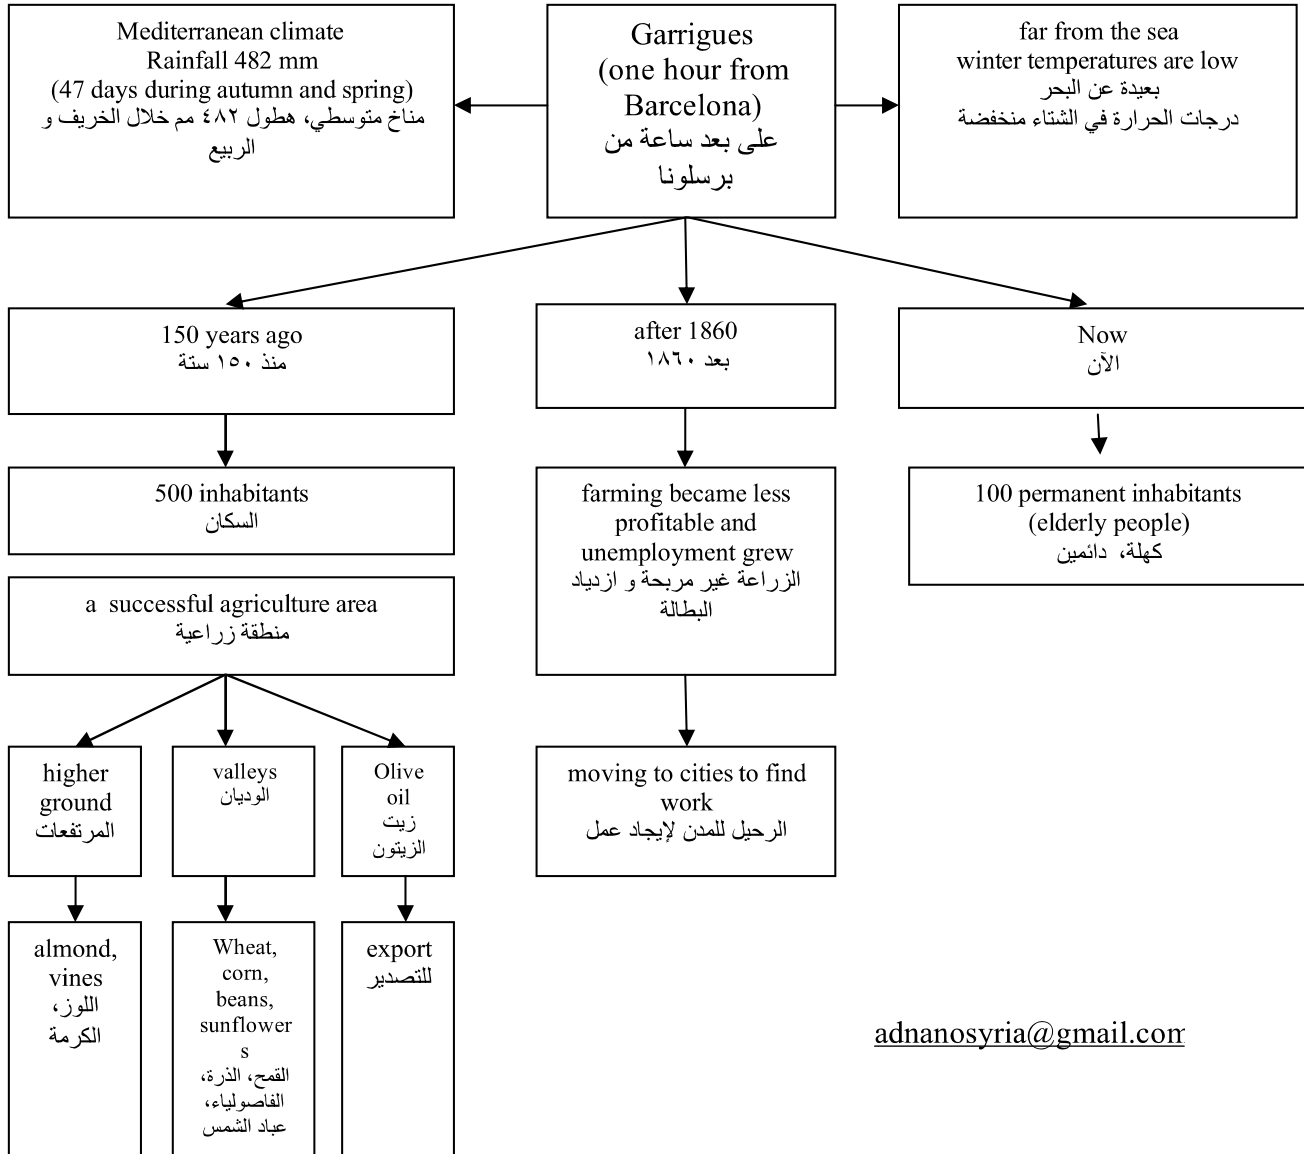 Mediterranean climate
Rainfall 482 mm
(47 days during autumn and spring)
مناخ متوسطي، هطول ٤٨٢ مم خلال الخريف و
الربيع
Garrigues
(one hour from
Barcelona)
على بعد ساعة من
برسلونا
far from the sea
winter temperatures are low
بعيدة عن البحر
درجات الحرارة في الشتاء منخفضة
150 years ago
منذ ١٥٠ ستة
after 1860
بعد ١٨٦٠
Now
الآن
500 inhabitants
السكان
farming became less
profitable and
unemployment grew
الزراعة غير مربحة و ازدياد
البطالة
100 permanent inhabitants
(elderly people)
كهلة، دائمين
a successful agriculture area
منطقة زراعية
higher
ground
المرتفعات
valleys
الوديان
Olive
oil
زيت
الزيتون
moving to cities to find
work
الرحيل للمدن لإيجاد عمل
almond,
vines
اللوز،
الكرمة
Wheat,
corn,
beans,
sunflower
s
القمح، الذرة،
الفاصولياء،
عباد الشمس
export
للتصدير
adnanosyria@gmail.com